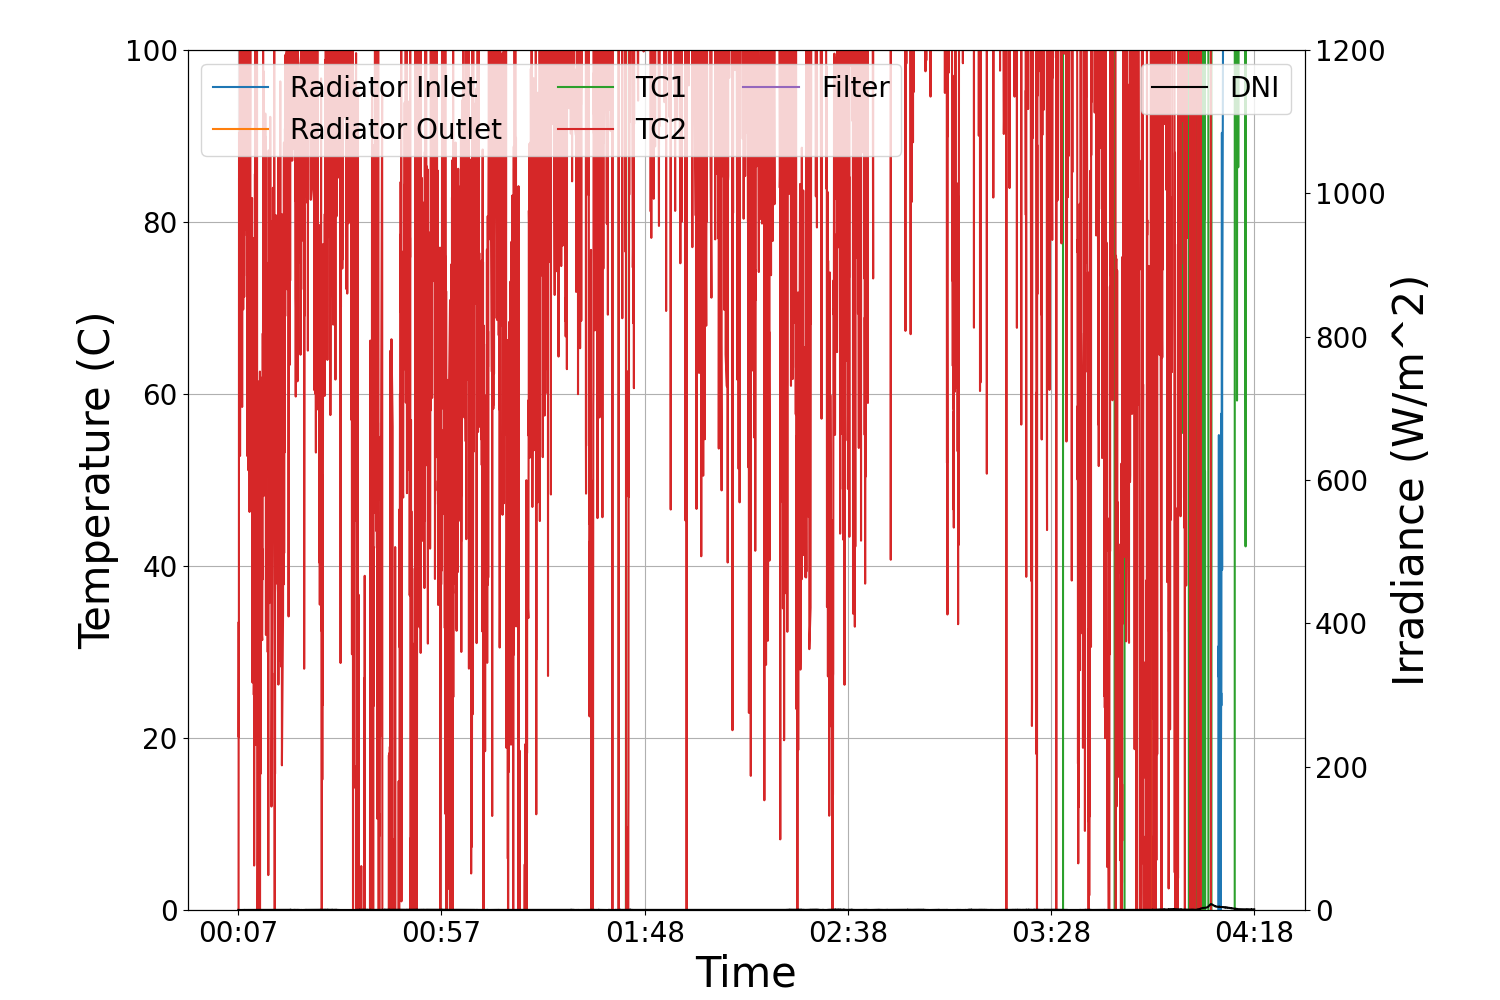 100
80
60
40
20
0
Temperature (C)
Radiator Inlet
Radiator Outlet
TC1
TC2
Filter
DNI
1200
1000
800
600
400
200
0
Irradiance (W/m^2)
00:07
00:57
01:48
02:38
03:28
04:18
Time